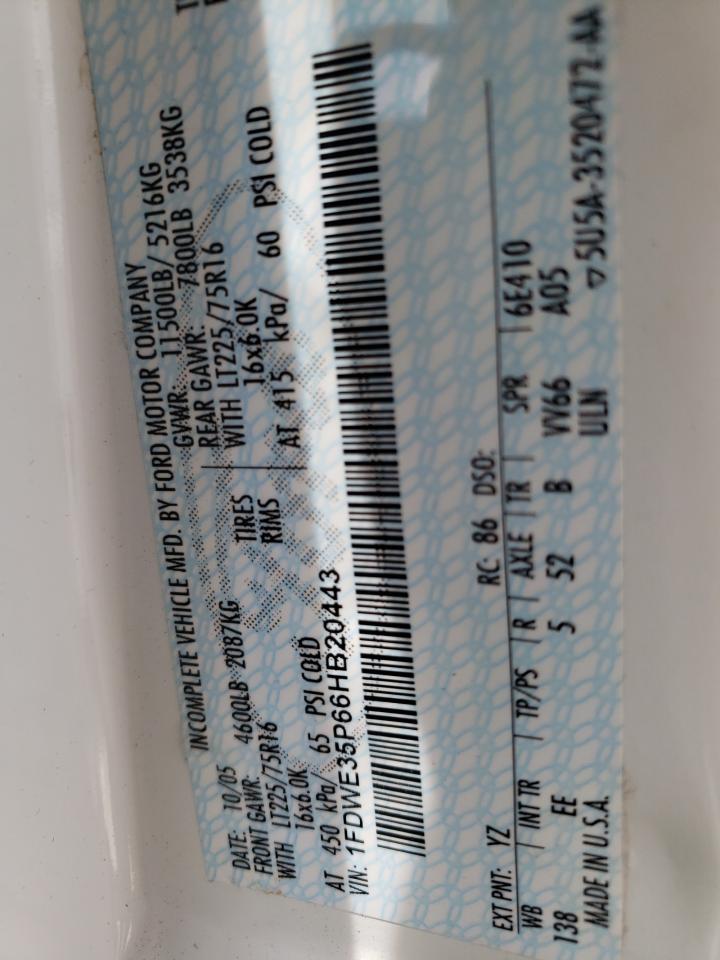 INCOMPLETE VEHICLE MFD. BY FORD MOTOR COMPANY
DATE: 10/05 GVWR: 11500LB/ 5216KG
FRONT GAWR: 4600LB 2087KG REAR GAWR: 7800LB 3538KG
WITH LT225/75R16 TIRES WITH LT225/75R16
16x6.0K RIMS 16x6.0K
AT 450 kPa/ 65 PSI COLD AT 415 kPa/ 60 PSI COLD
VIN: 1FDWE35P66HB20443
EXT PNT: YZ RC: 86 DSO:
WB INT TR TP/PS R AXLE TR SPR 6E410
138 EE 5 52 B VV66 A05
MADE IN U.S.A. ULN
▽5U5A-3520472-AA